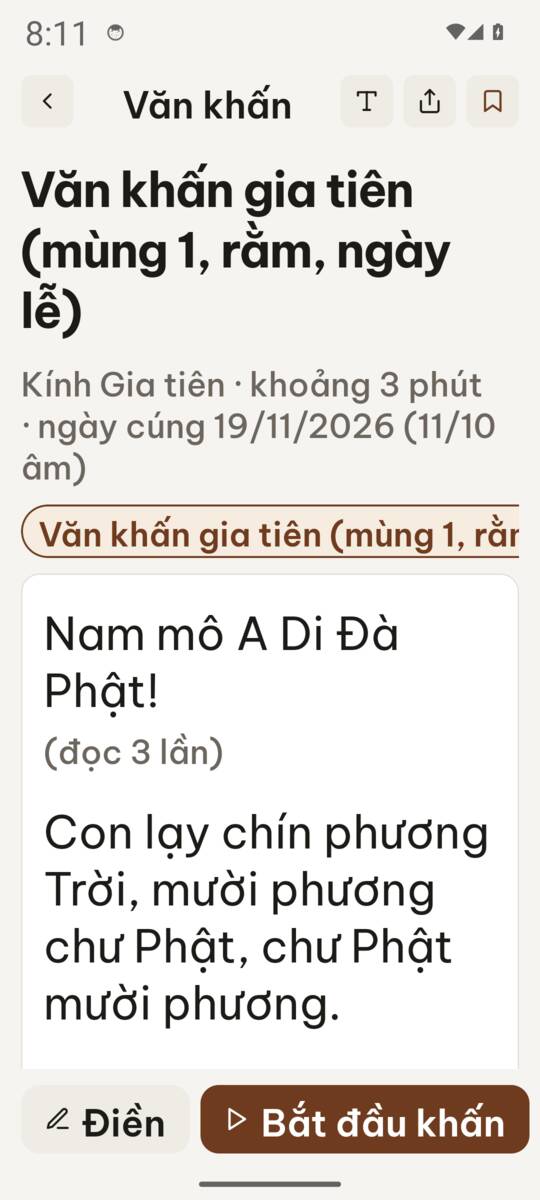 8:11
Văn khấn
Văn khấn gia tiên
(mùng 1, rằm, ngày
lễ)
Kính Gia tiên · khoảng 3 phút
· ngày cúng 19/11/2026 (11/10
âm)
Văn khấn gia tiên (mùng 1, rằm
Nam mô A Di Đà
Phật!
(đọc 3 lần)
Con lạy chín phương
Trời, mười phương
chư Phật, chư Phật
mười phương.
Điền
Bắt đầu khấn